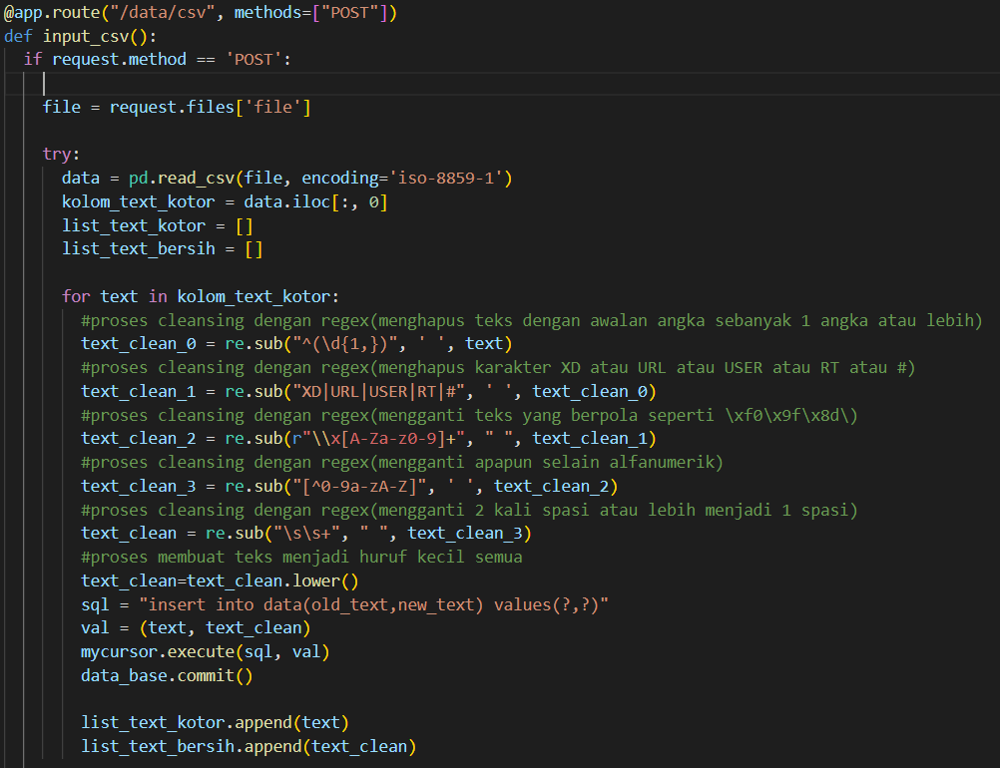 @app.route("/data/csv", methods=["POST"])
def input_csv():
  if request.method == 'POST':
    file = request.files['file']
    try:
      data = pd.read_csv(file, encoding='iso-8859-1')
      kolom_text_kotor = data.iloc[:, 0]
      list_text_kotor = []
      list_text_bersih = []
      for text in kolom_text_kotor:
        #proses cleansing dengan regex(menghapus teks dengan awalan angka sebanyak 1 angka atau lebih)
        text_clean_0 = re.sub("^(\d{1,})", ' ', text)
        #proses cleansing dengan regex(menghapus karakter XD atau URL atau USER atau RT atau #)
        text_clean_1 = re.sub("XD|URL|USER|RT|#", ' ', text_clean_0)
        #proses cleansing dengan regex(mengganti teks yang berpola seperti \xf0\x9f\x8d\)
        text_clean_2 = re.sub(r"\\x[A-Za-z0-9]+", " ", text_clean_1)
        #proses cleansing dengan regex(mengganti apapun selain alfanumerik)
        text_clean_3 = re.sub("[^0-9a-zA-Z]", ' ', text_clean_2)
        #proses cleansing dengan regex(mengganti 2 kali spasi atau lebih menjadi 1 spasi)
        text_clean = re.sub("\s\s+", " ", text_clean_3)
        #proses membuat teks menjadi huruf kecil semua
        text_clean=text_clean.lower()
        sql = "insert into data(old_text,new_text) values(?,?)"
        val = (text, text_clean)
        mycursor.execute(sql, val)
        data_base.commit()
        list_text_kotor.append(text)
        list_text_bersih.append(text_clean)